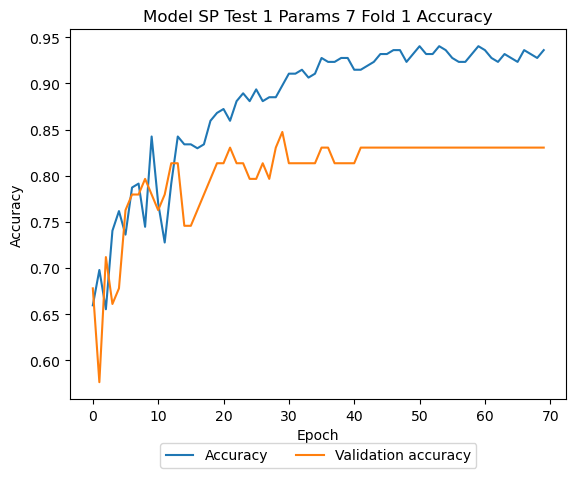 Model SP Test 1 Params 7 Fold 1 Accuracy
0.95
0.90
0.85
0.80
0.75
0.70
0.65
0.60
Accuracy
0 10 20 30 40 50 60 70
Epoch
Accuracy Validation accuracy